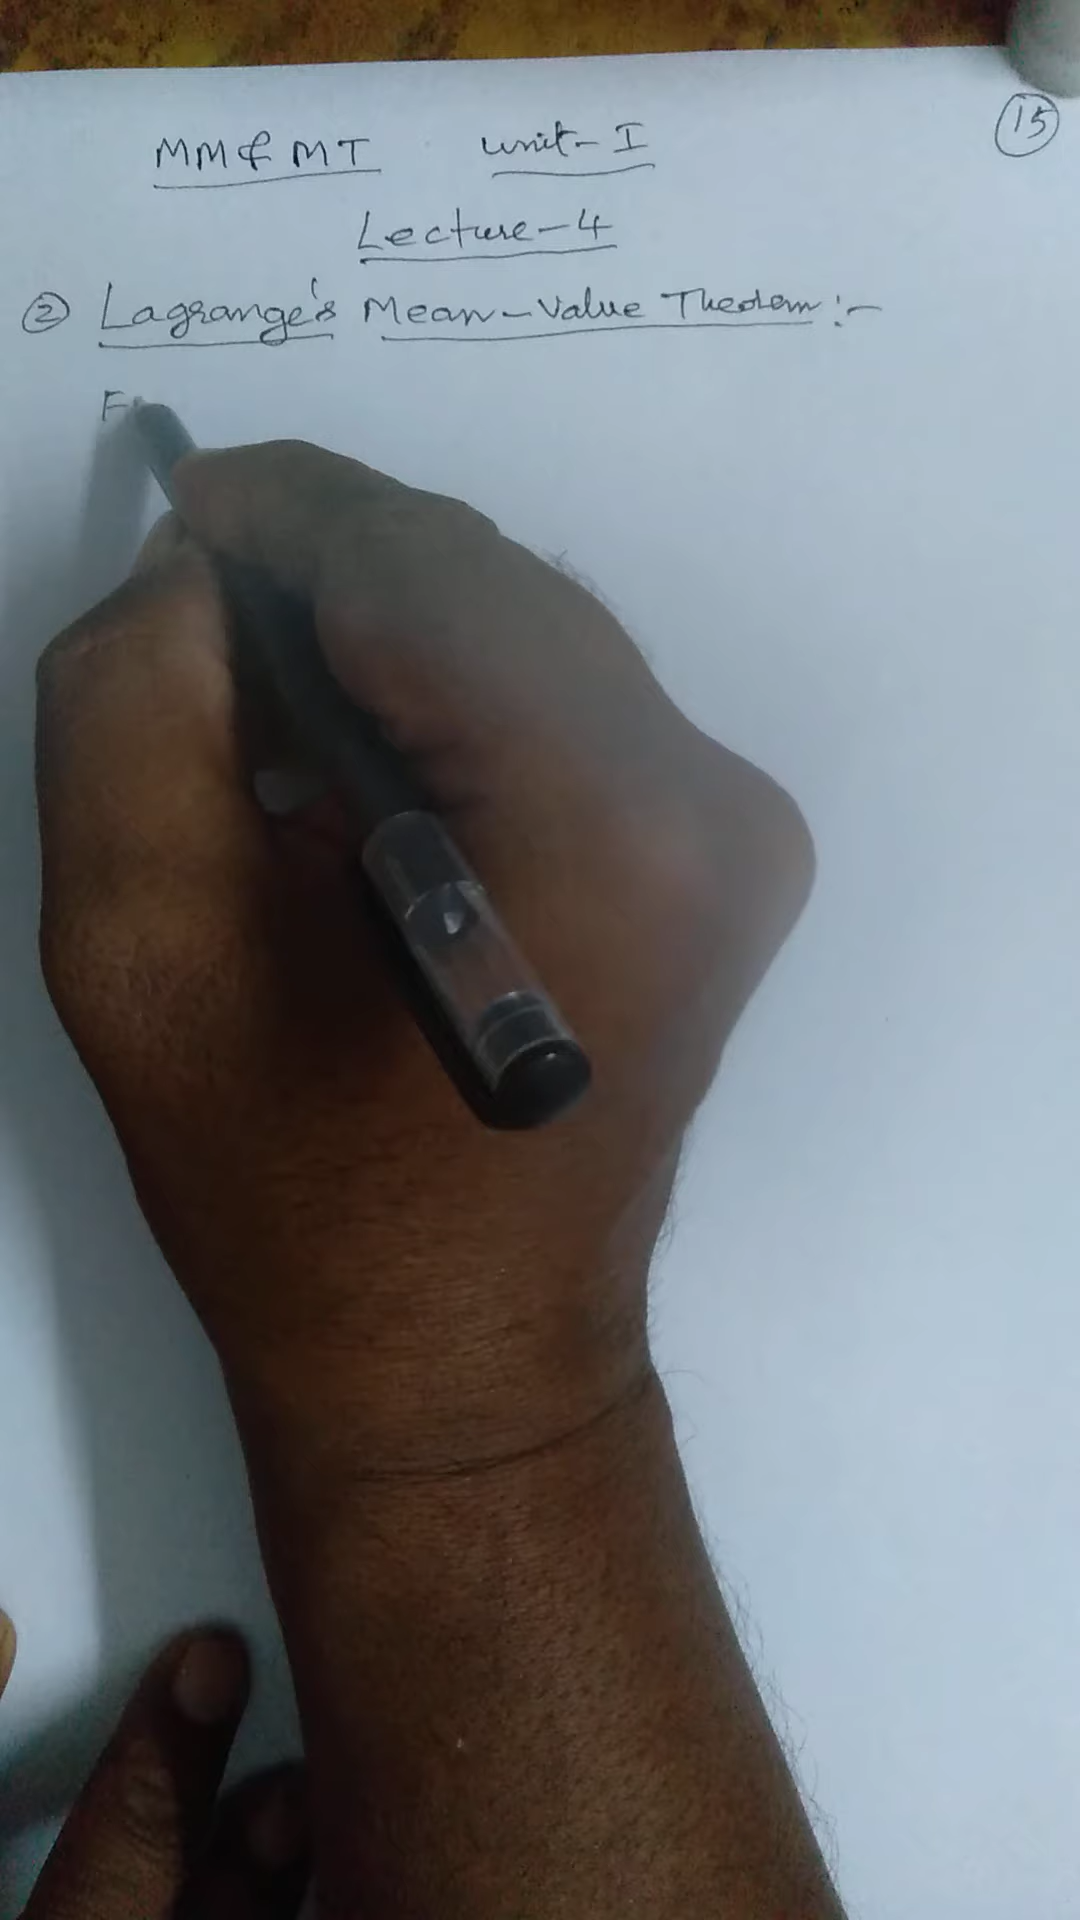 15
MM & MT unit-I
Lecture-4
② Lagrange's Mean-Value Theorem :-
F